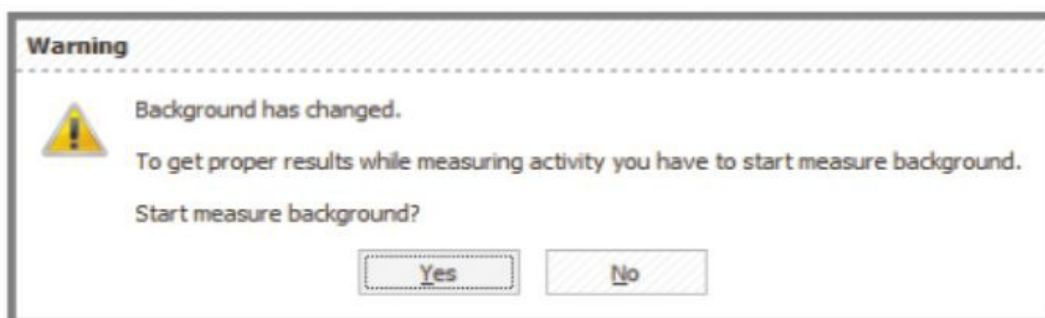 Warning
Background has changed.
To get proper results while measuring activity you have to start measure background.
Start measure background?
Yes No